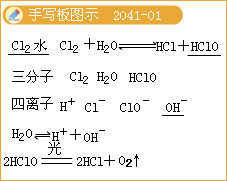 手写板图示 2041-01
Cl₂水 Cl₂+H₂O⇌HCl+HClO
三分子 Cl₂ H₂O HClO
四离子 H⁺ Cl⁻ ClO⁻ OH⁻
H₂O⇌H⁺+OH⁻
光
2HClO══2HCl+O₂↑